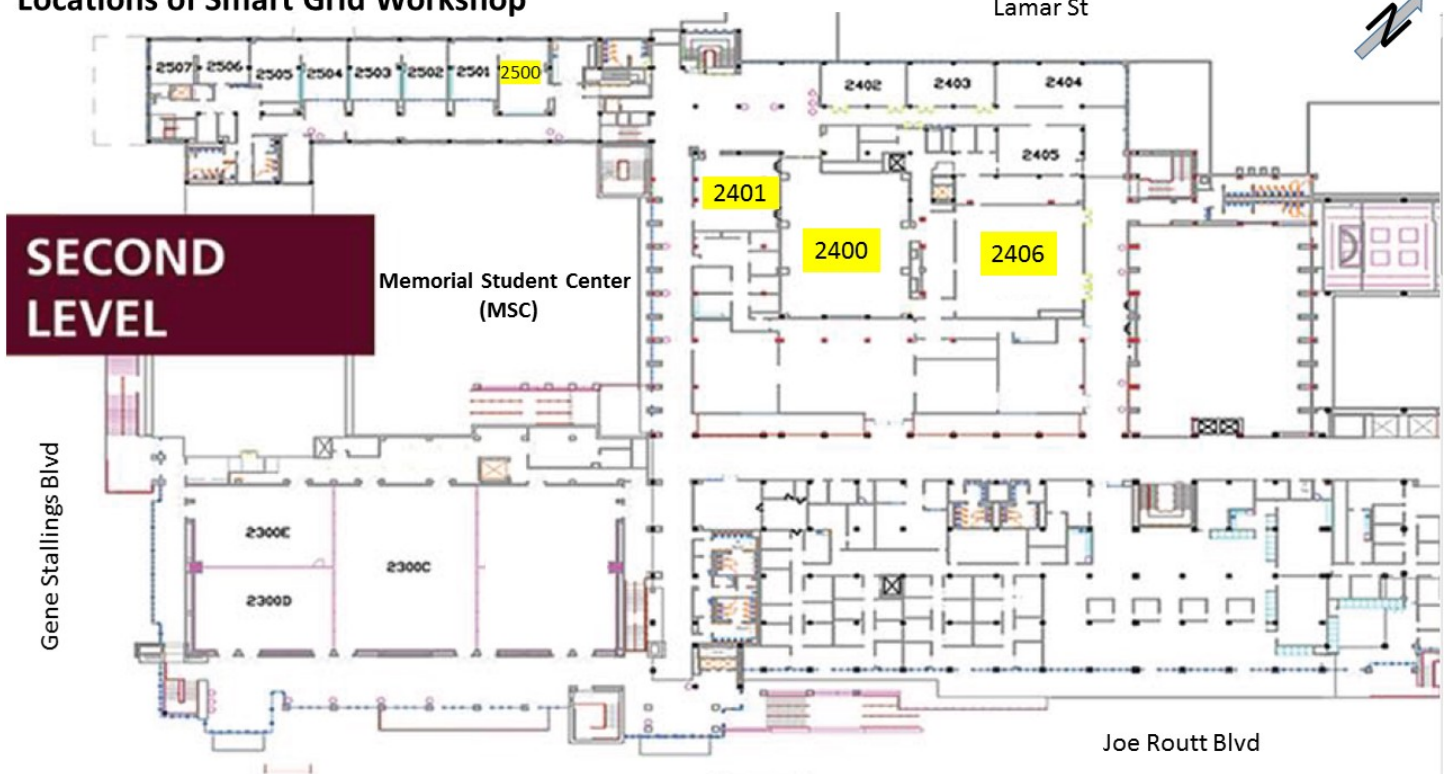 Locations of Smart Grid Workshop
Lamar St
N
2507
2506
2505
2504
2503
2502
2501
2500
2402
2403
2404
2405
2401
2400
2406
SECOND
LEVEL
Memorial Student Center
(MSC)
Gene Stallings Blvd
2300E
2300C
2300D
Joe Routt Blvd